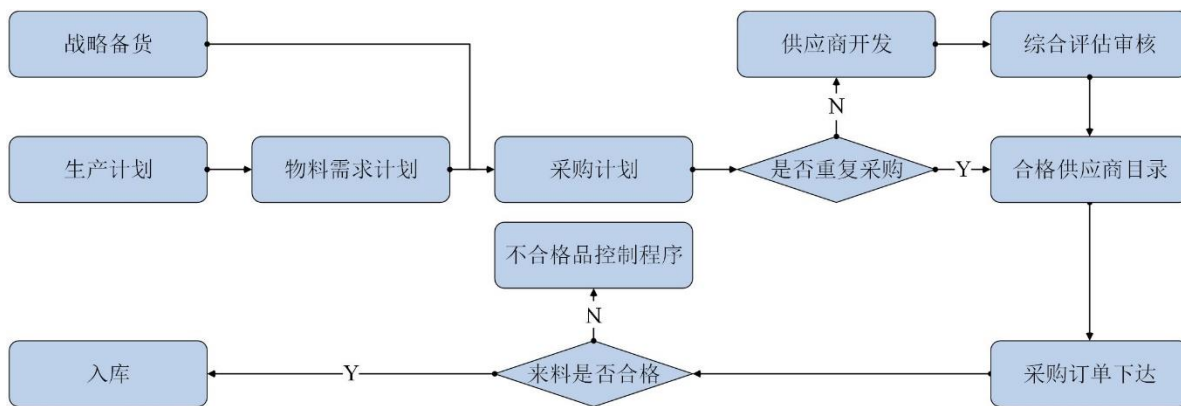 战略备货
供应商开发
综合评估审核
N
生产计划
物料需求计划
采购计划
是否重复采购
Y
合格供应商目录
不合格品控制程序
N
入库
Y
来料是否合格
采购订单下达